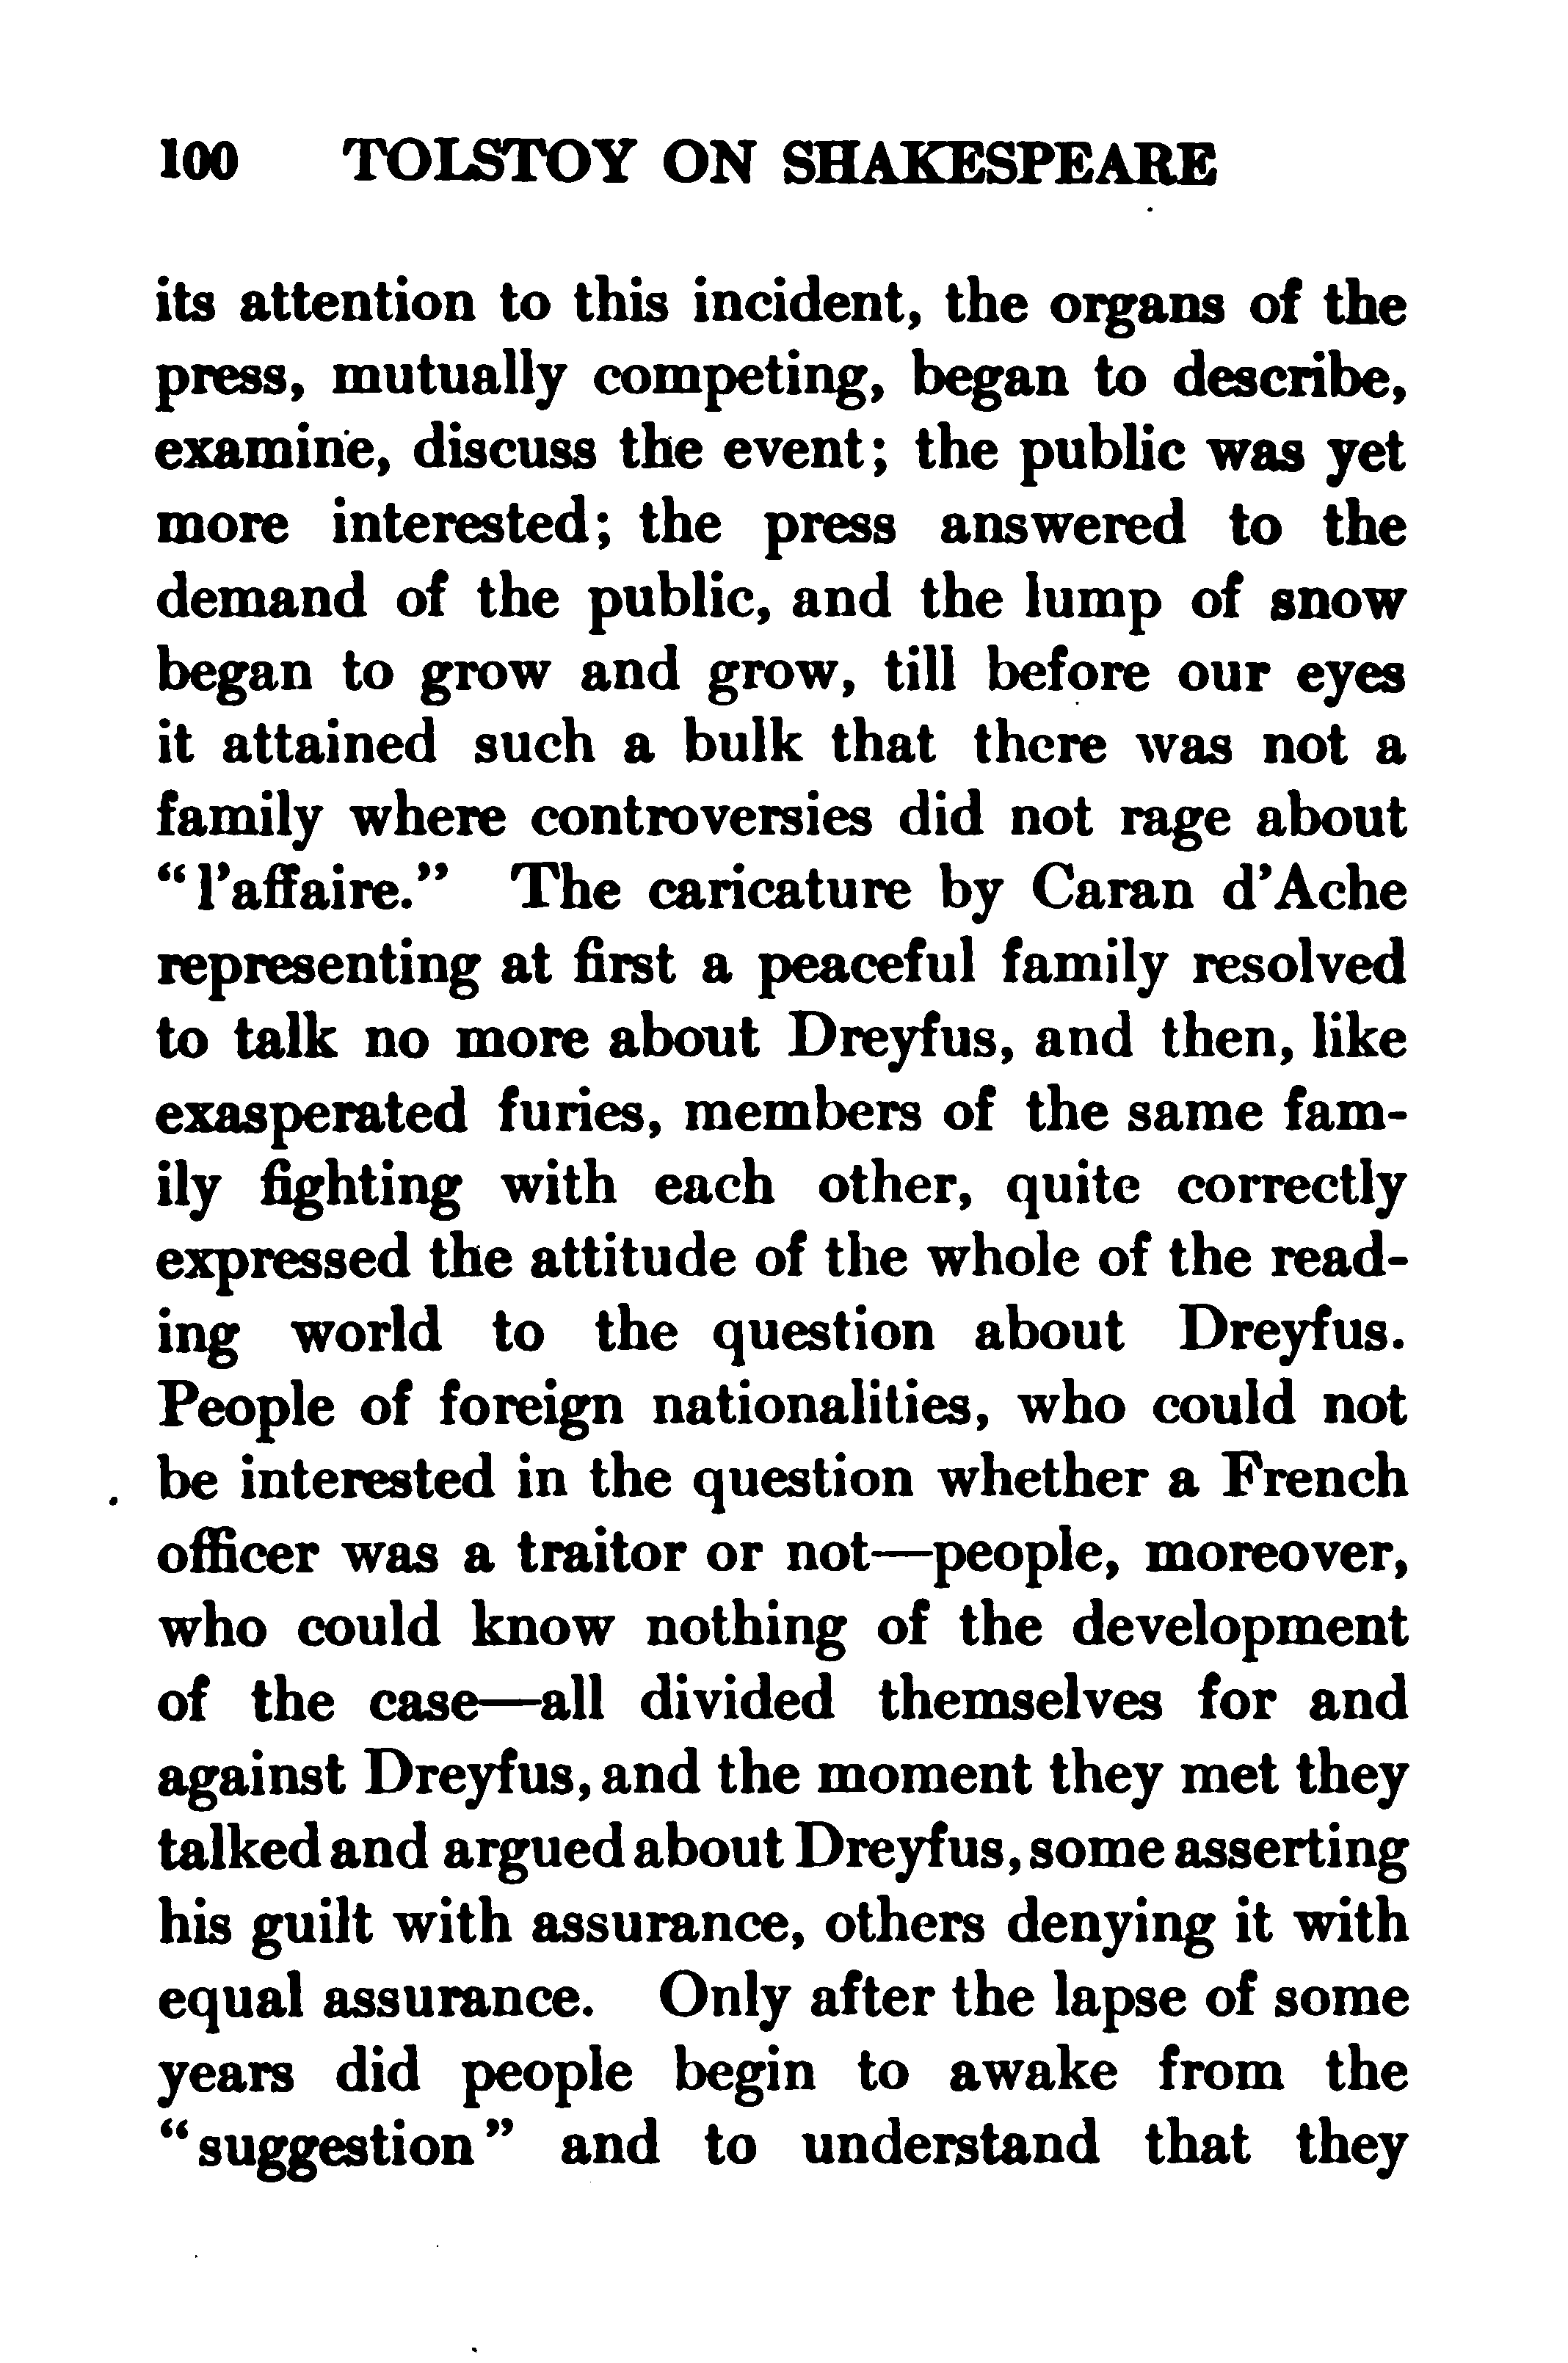 100 TOLSTOY ON SHAKESPEARE
its attention to this incident, the organs of the
press, mutually competing, began to describe,
examine, discuss the event; the public was yet
more interested; the press answered to the
demand of the public, and the lump of snow
began to grow and grow, till before our eyes
it attained such a bulk that there was not a
family where controversies did not rage about
“l’affaire.” The caricature by Caran d’Ache
representing at first a peaceful family resolved
to talk no more about Dreyfus, and then, like
exasperated furies, members of the same fam-
ily fighting with each other, quite correctly
expressed the attitude of the whole of the read-
ing world to the question about Dreyfus.
People of foreign nationalities, who could not
be interested in the question whether a French
officer was a traitor or not—people, moreover,
who could know nothing of the development
of the case—all divided themselves for and
against Dreyfus, and the moment they met they
talked and argued about Dreyfus, some asserting
his guilt with assurance, others denying it with
equal assurance. Only after the lapse of some
years did people begin to awake from the
“suggestion” and to understand that they